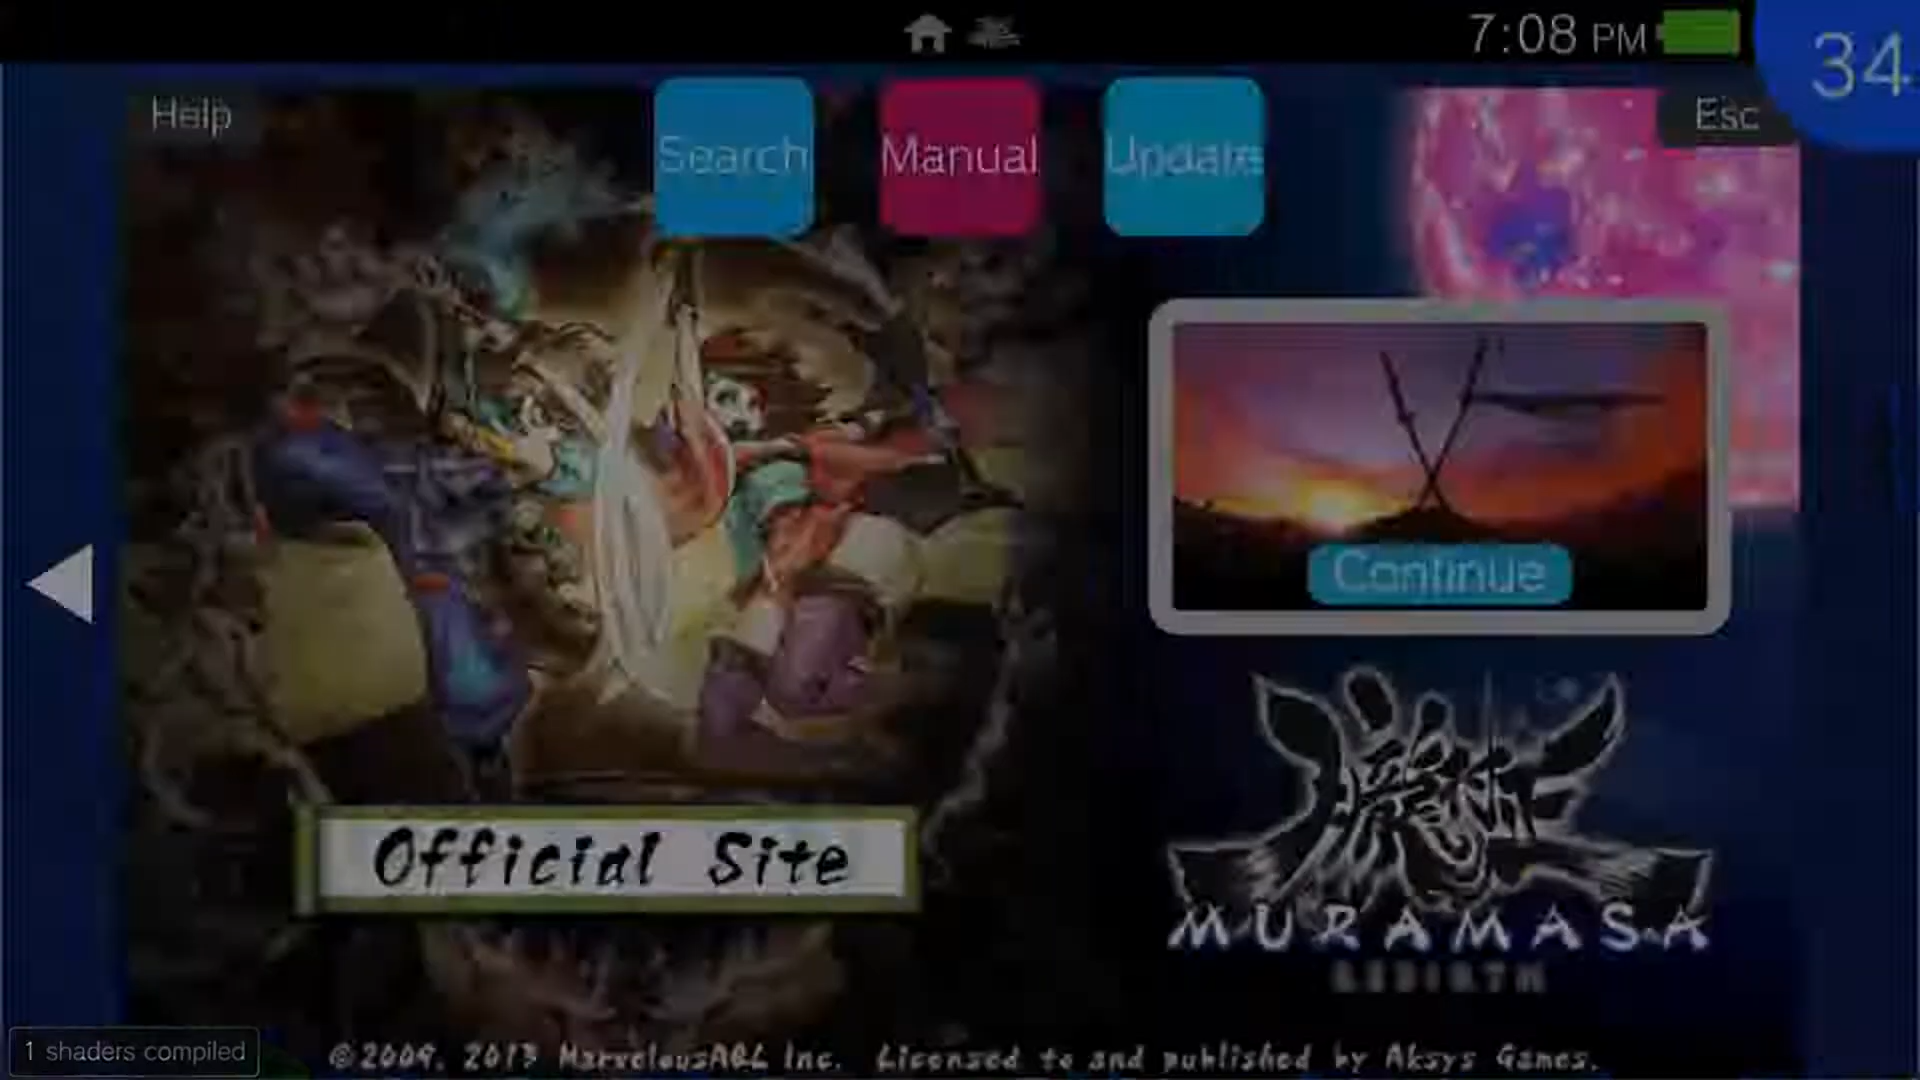 7:08 PM
34
Help
Search
Manual
Update
Esc
Continue
Official Site
MURAMASA
REBIRTH
1 shaders compiled
©2009, 2013 MarvelousAQL Inc. Licensed to and published by Aksys Games.